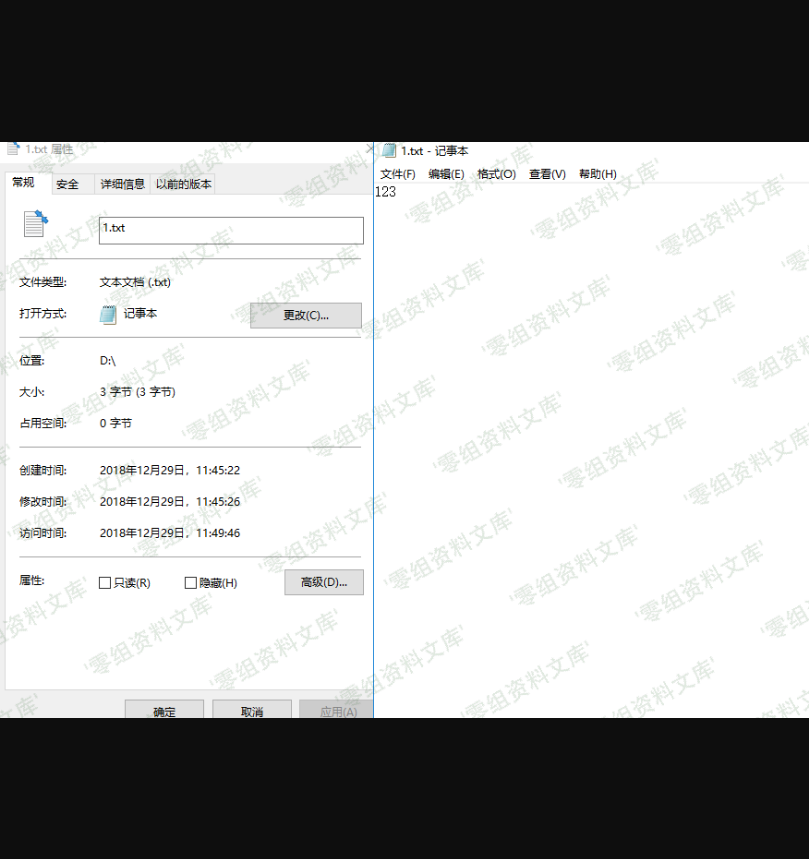 1.txt 属性
常规 安全 详细信息 以前的版本
1.txt
文件类型: 文本文档 (.txt)
打开方式: 记事本 更改(C)...
位置: D:\
大小: 3 字节 (3 字节)
占用空间: 0 字节
创建时间: 2018年12月29日，11:45:22
修改时间: 2018年12月29日，11:45:26
访问时间: 2018年12月29日，11:49:46
属性: 只读(R) 隐藏(H) 高级(D)...
确定 取消 应用(A)
1.txt - 记事本
文件(F) 编辑(E) 格式(O) 查看(V) 帮助(H)
123
'零组资料文库'